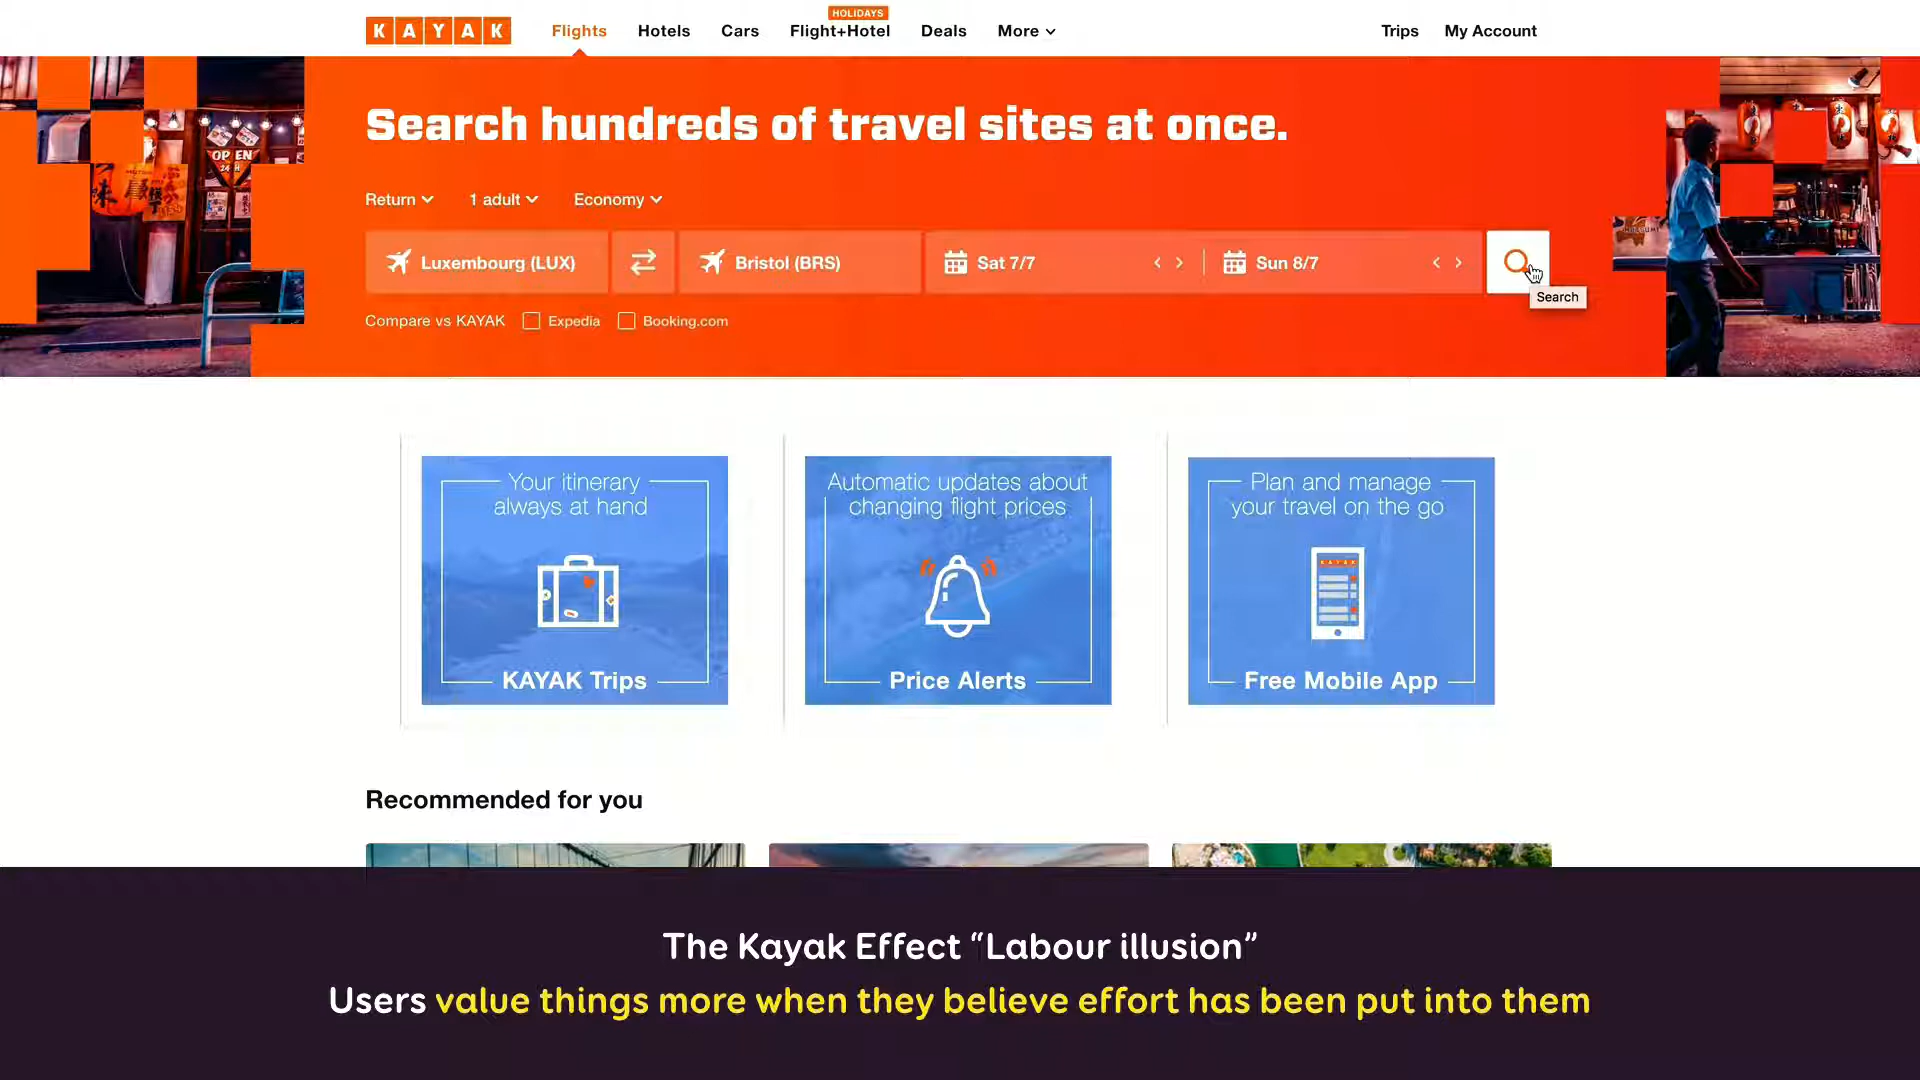 KAYAK
Flights
Hotels
Cars
HOLIDAYS
Flight+Hotel
Deals
More
Trips
My Account
OPEN
24 H
Search hundreds of travel sites at once.
Return
1 adult
Economy
Luxembourg (LUX)
Bristol (BRS)
Sat 7/7
Sun 8/7
Search
Compare vs KAYAK
Expedia
Booking.com
Your itinerary
always at hand
KAYAK Trips
Automatic updates about
changing flight prices
Price Alerts
Plan and manage
your travel on the go
KAYAK
Free Mobile App
Recommended for you
The Kayak Effect “Labour illusion”
Users value things more when they believe effort has been put into them